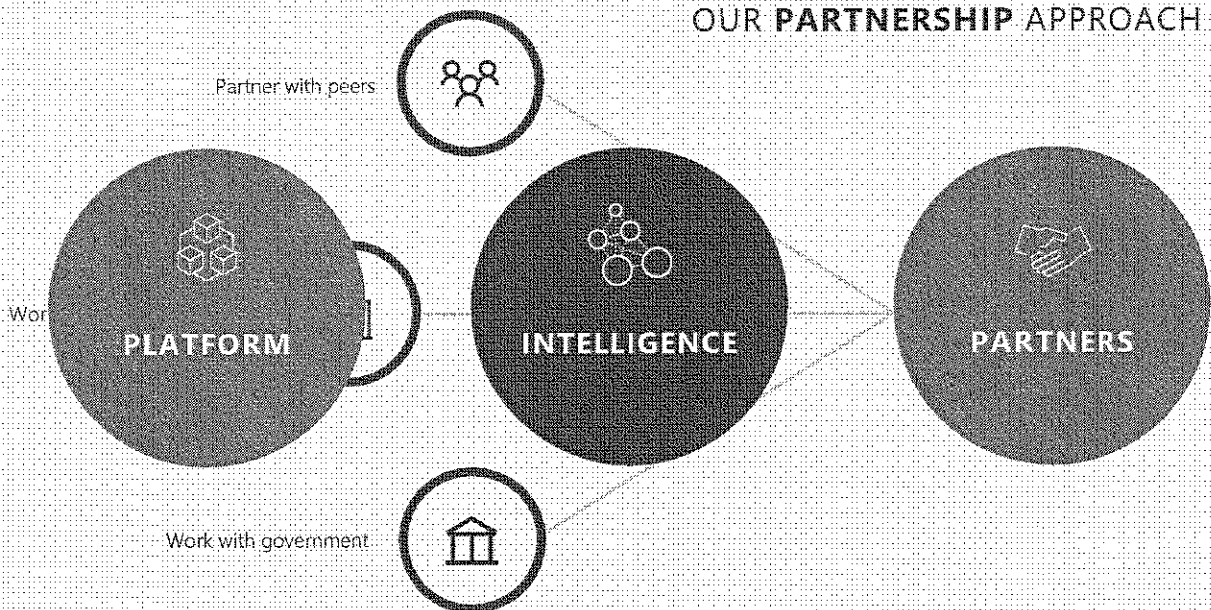 OUR PARTNERSHIP APPROACH
Partner with peers
PLATFORM
INTELLIGENCE
PARTNERS
Work with government